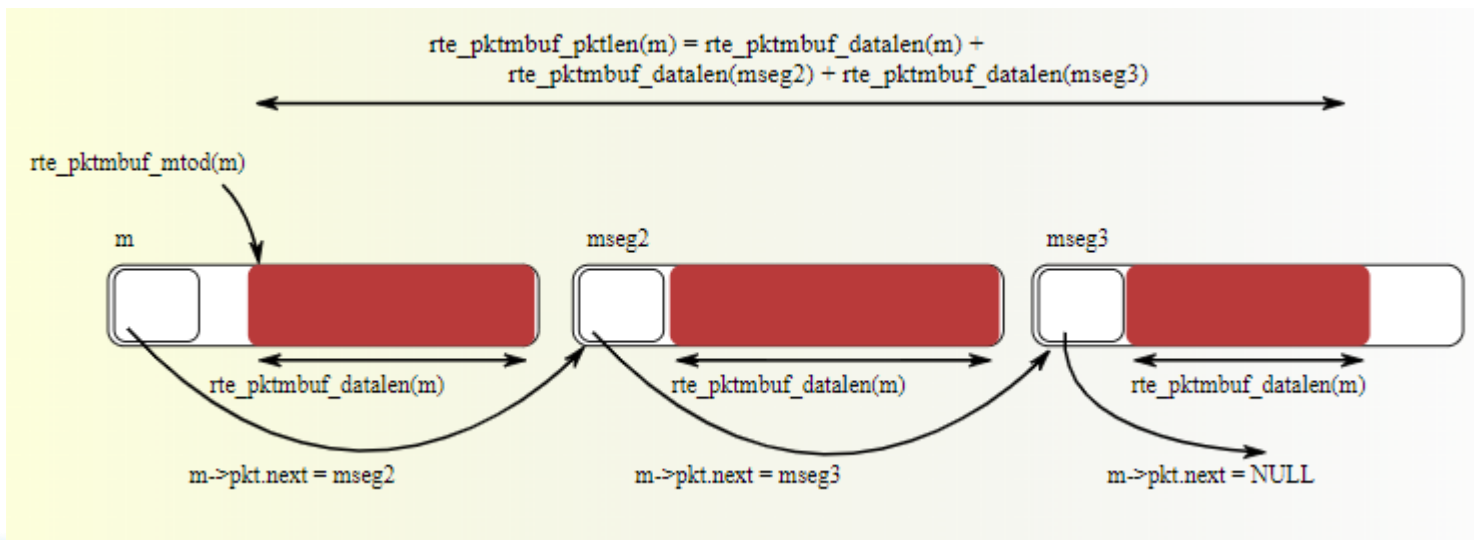 rte_pktmbuf_pktlen(m) = rte_pktmbuf_datalen(m) +
rte_pktmbuf_datalen(mseg2) + rte_pktmbuf_datalen(mseg3)
rte_pktmbuf_mtod(m)
m
mseg2
mseg3
rte_pktmbuf_datalen(m)
rte_pktmbuf_datalen(m)
rte_pktmbuf_datalen(m)
m->pkt.next = mseg2
m->pkt.next = mseg3
m->pkt.next = NULL